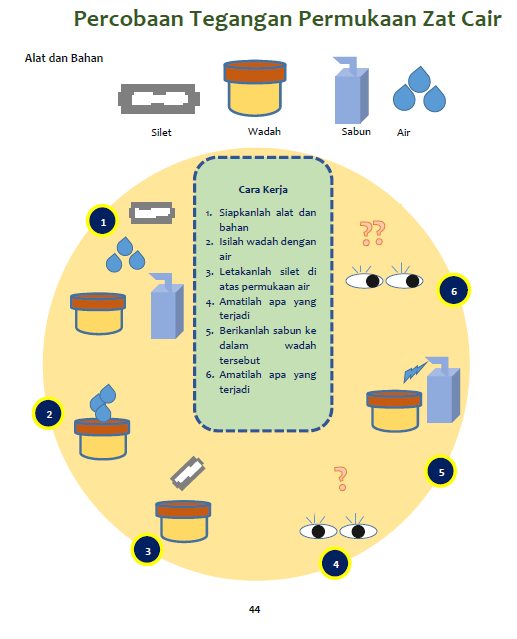 Percobaan Tegangan Permukaan Zat Cair
Alat dan Bahan
Silet
Wadah
Sabun
Air
Cara Kerja
1. Siapkanlah alat dan
bahan
2. Isilah wadah dengan
air
3. Letakanlah silet di
atas permukaan air
4. Amatilah apa yang
terjadi
5. Berikanlah sabun ke
dalam wadah
tersebut
6. Amatilah apa yang
terjadi
1
2
3
4
5
6
??
?
44